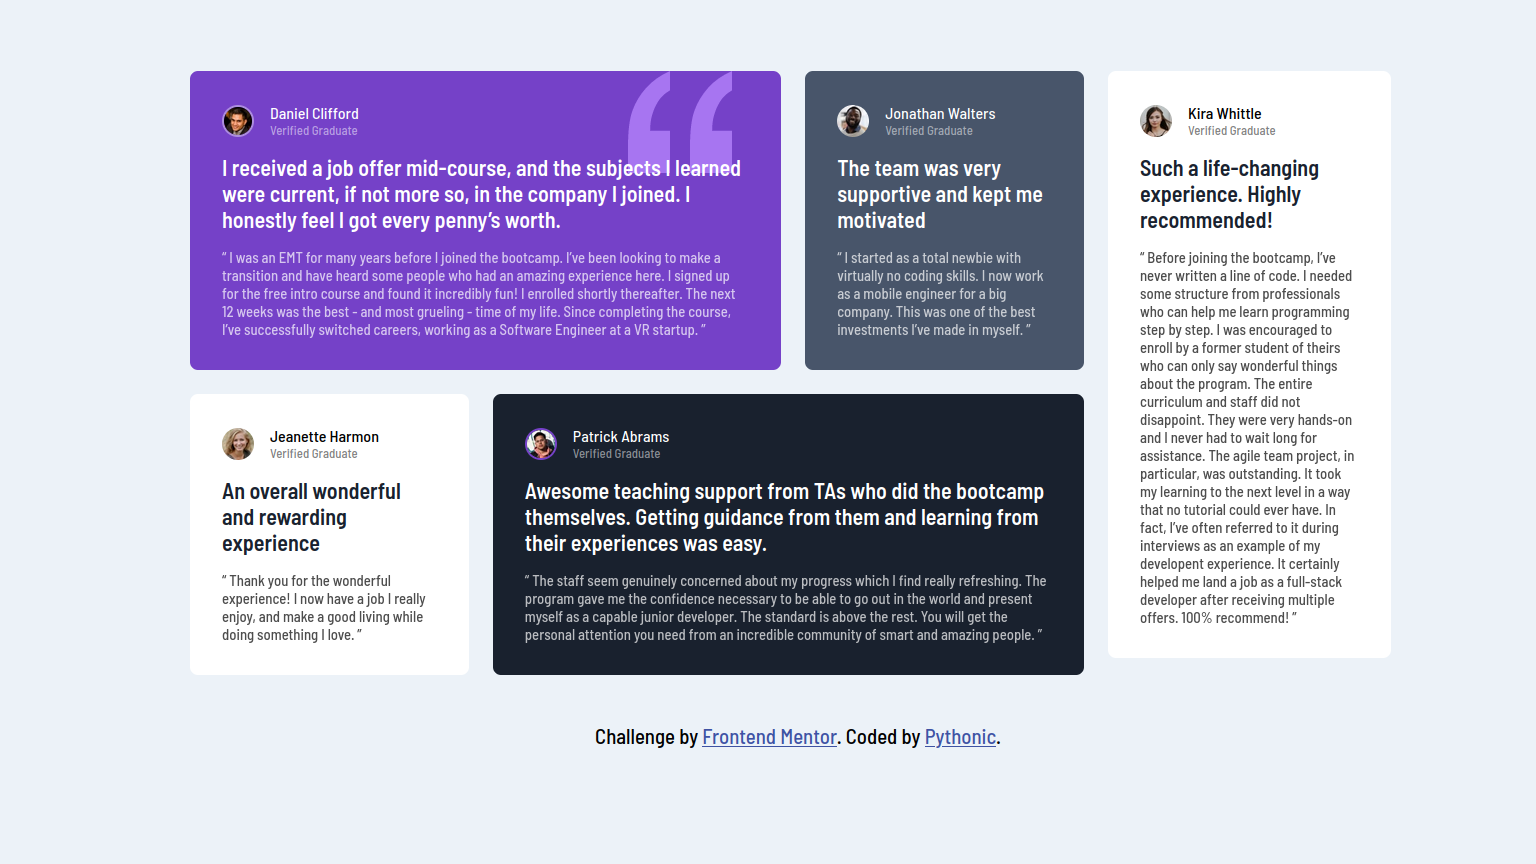 Daniel Clifford
Verified Graduate
I received a job offer mid-course, and the subjects I learned
were current, if not more so, in the company I joined. I
honestly feel I got every penny’s worth.
“ I was an EMT for many years before I joined the bootcamp. I’ve been looking to make a
transition and have heard some people who had an amazing experience here. I signed up
for the free intro course and found it incredibly fun! I enrolled shortly thereafter. The next
12 weeks was the best - and most grueling - time of my life. Since completing the course,
I’ve successfully switched careers, working as a Software Engineer at a VR startup. ”
Jonathan Walters
Verified Graduate
The team was very
supportive and kept me
motivated
“ I started as a total newbie with
virtually no coding skills. I now work
as a mobile engineer for a big
company. This was one of the best
investments I’ve made in myself. ”
Kira Whittle
Verified Graduate
Such a life-changing
experience. Highly
recommended!
“ Before joining the bootcamp, I’ve
never written a line of code. I needed
some structure from professionals
who can help me learn programming
step by step. I was encouraged to
enroll by a former student of theirs
who can only say wonderful things
about the program. The entire
curriculum and staff did not
disappoint. They were very hands-on
and I never had to wait long for
assistance. The agile team project, in
particular, was outstanding. It took
my learning to the next level in a way
that no tutorial could ever have. In
fact, I’ve often referred to it during
interviews as an example of my
developent experience. It certainly
helped me land a job as a full-stack
developer after receiving multiple
offers. 100% recommend! ”
Jeanette Harmon
Verified Graduate
An overall wonderful
and rewarding
experience
“ Thank you for the wonderful
experience! I now have a job I really
enjoy, and make a good living while
doing something I love. ”
Patrick Abrams
Verified Graduate
Awesome teaching support from TAs who did the bootcamp
themselves. Getting guidance from them and learning from
their experiences was easy.
“ The staff seem genuinely concerned about my progress which I find really refreshing. The
program gave me the confidence necessary to be able to go out in the world and present
myself as a capable junior developer. The standard is above the rest. You will get the
personal attention you need from an incredible community of smart and amazing people. ”
Challenge by Frontend Mentor. Coded by Pythonic.